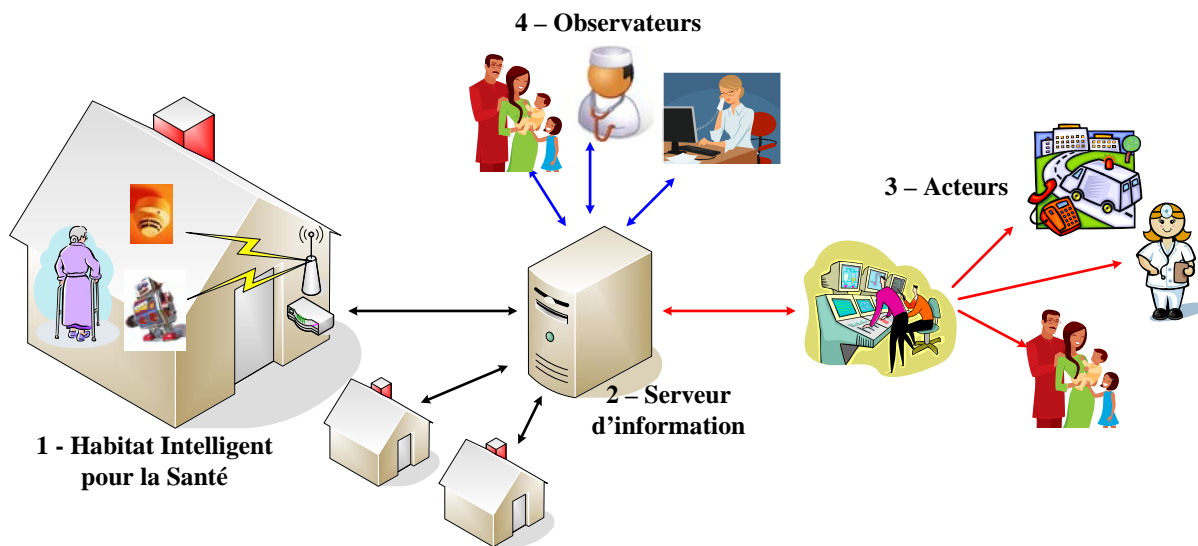 4 – Observateurs
3 – Acteurs
2 – Serveur
d’information
1 - Habitat Intelligent
pour la Santé